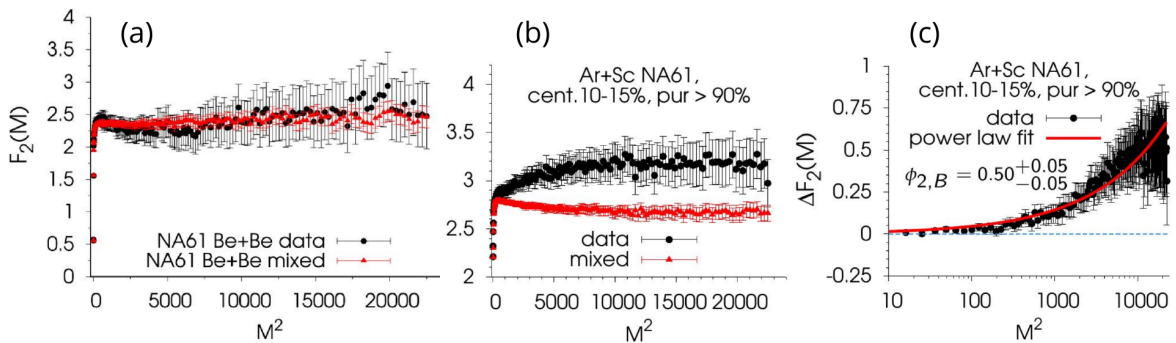 (a)
F₂(M)
4
3.5
3
2.5
2
1.5
1
0.5
0
NA61 Be+Be data
NA61 Be+Be mixed
0 5000 10000 15000 20000
M²
(b)
Ar+Sc NA61,
cent.10-15%, pur > 90%
4
3.5
3
2.5
2
data
mixed
0 5000 10000 15000 20000
M²
(c)
Ar+Sc NA61,
cent.10-15%, pur > 90%
ΔF₂(M)
1
0.75
0.5
0.25
0
-0.25
data
power law fit
ϕ₂,B = 0.50 +0.05 -0.05
10 100 1000 10000
M²